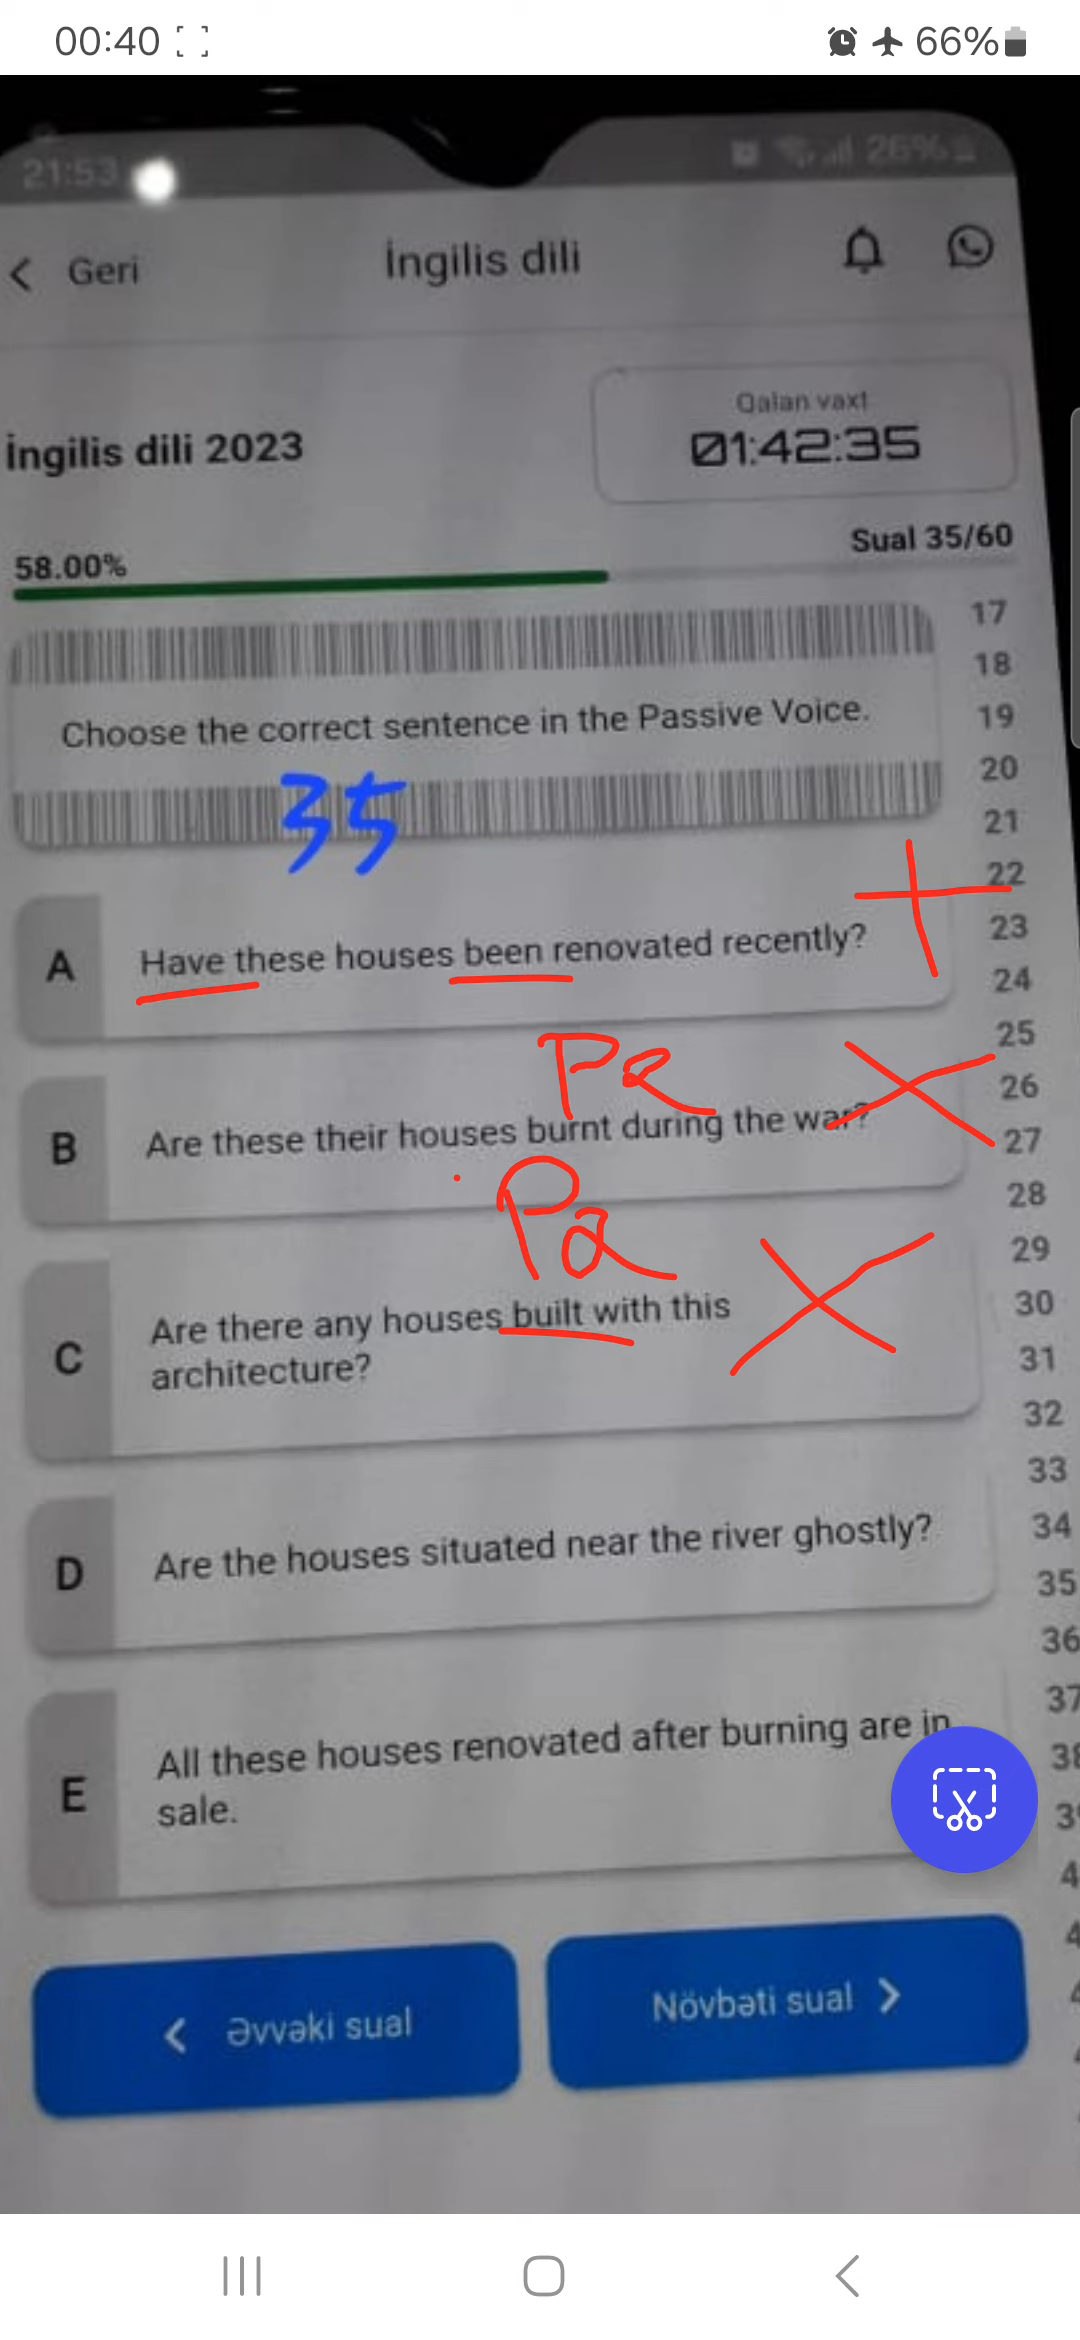 00:40
66%
21:53
26%
Geri
İngilis dili
Qalan vaxt
İngilis dili 2023
01:42:35
58.00%
Sual 35/60
17
18
Choose the correct sentence in the Passive Voice.
19
20
35
21
22
A
Have these houses been renovated recently?
23
24
25
Pe
26
B
Are these their houses burnt during the war?
27
28
Pa
29
30
C
Are there any houses built with this
architecture?
31
32
33
34
D
Are the houses situated near the river ghostly?
35
36
37
E
All these houses renovated after burning are in
sale.
Əvvəki sual
Növbəti sual